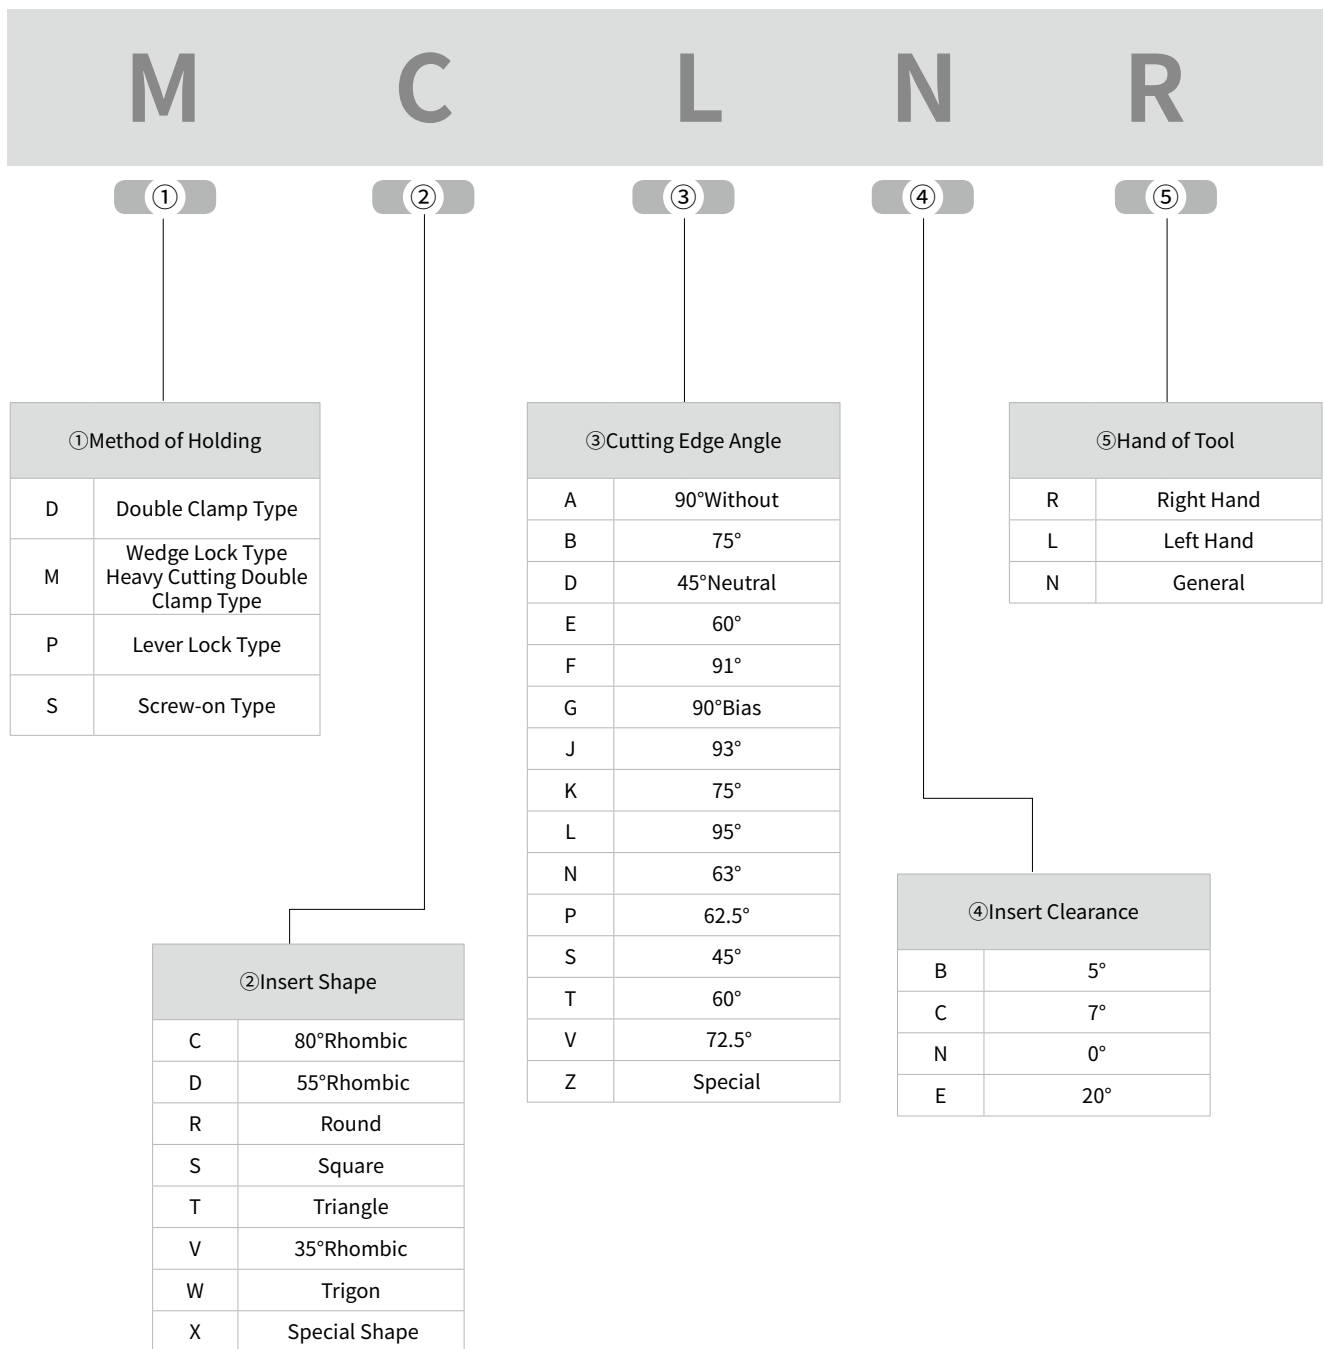 M C L N R
① ② ③ ④ ⑤
①Method of Holding
D Double Clamp Type
M Wedge Lock Type
Heavy Cutting Double
Clamp Type
P Lever Lock Type
S Screw-on Type
②Insert Shape
C 80°Rhombic
D 55°Rhombic
R Round
S Square
T Triangle
V 35°Rhombic
W Trigon
X Special Shape
③Cutting Edge Angle
A 90°Without
B 75°
D 45°Neutral
E 60°
F 91°
G 90°Bias
J 93°
K 75°
L 95°
N 63°
P 62.5°
S 45°
T 60°
V 72.5°
Z Special
④Insert Clearance
B 5°
C 7°
N 0°
E 20°
⑤Hand of Tool
R Right Hand
L Left Hand
N General